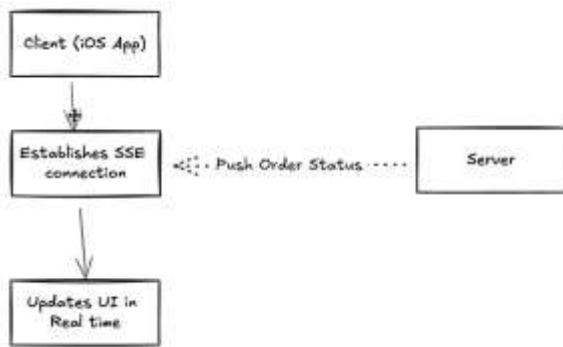 Client (iOS App)
Establishes SSE
connection
Push Order Status
Server
Updates UI in
Real time